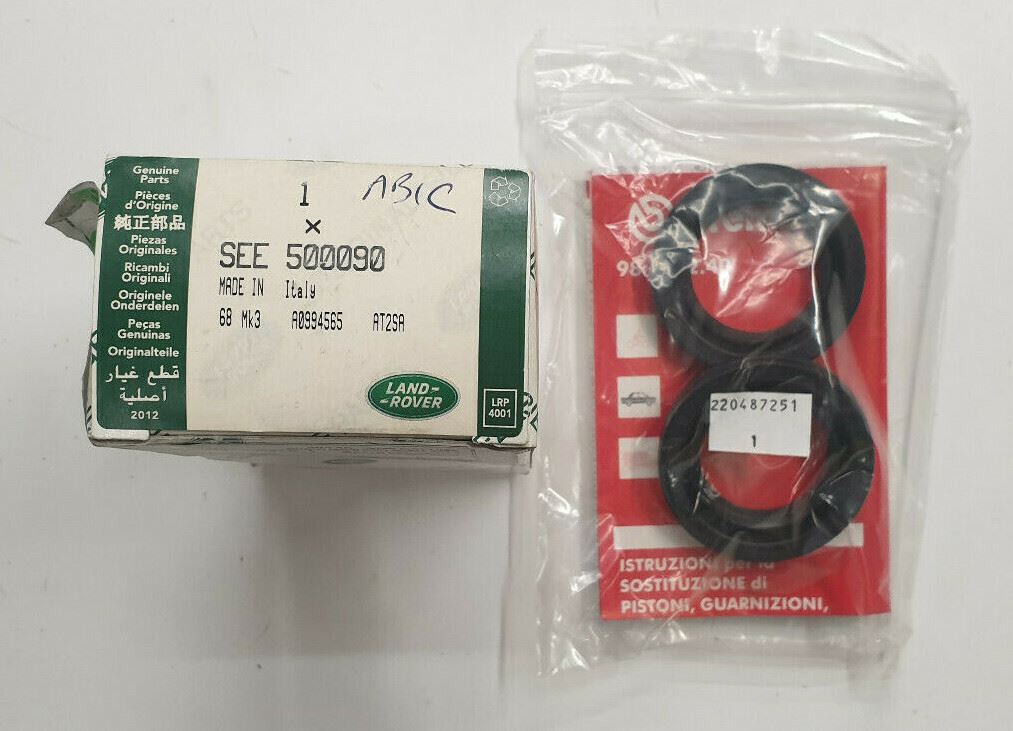 Genuine
Parts
Pièces
d'Origine
純正部品
Piezas
Originales
Ricambi
Originali
Originele
Onderdelen
Peças
Genuinas
Originalteile
قطع غيار
أصلية
2012
1 ABIC
×
SEE 500090
MADE IN Italy
68 Mk3 A0994565 AT2SA
LAND-
-ROVER
LRP
4001
220487251
1
ISTRUZIONI per la
SOSTITUZIONE di
PISTONI, GUARNIZIONI,